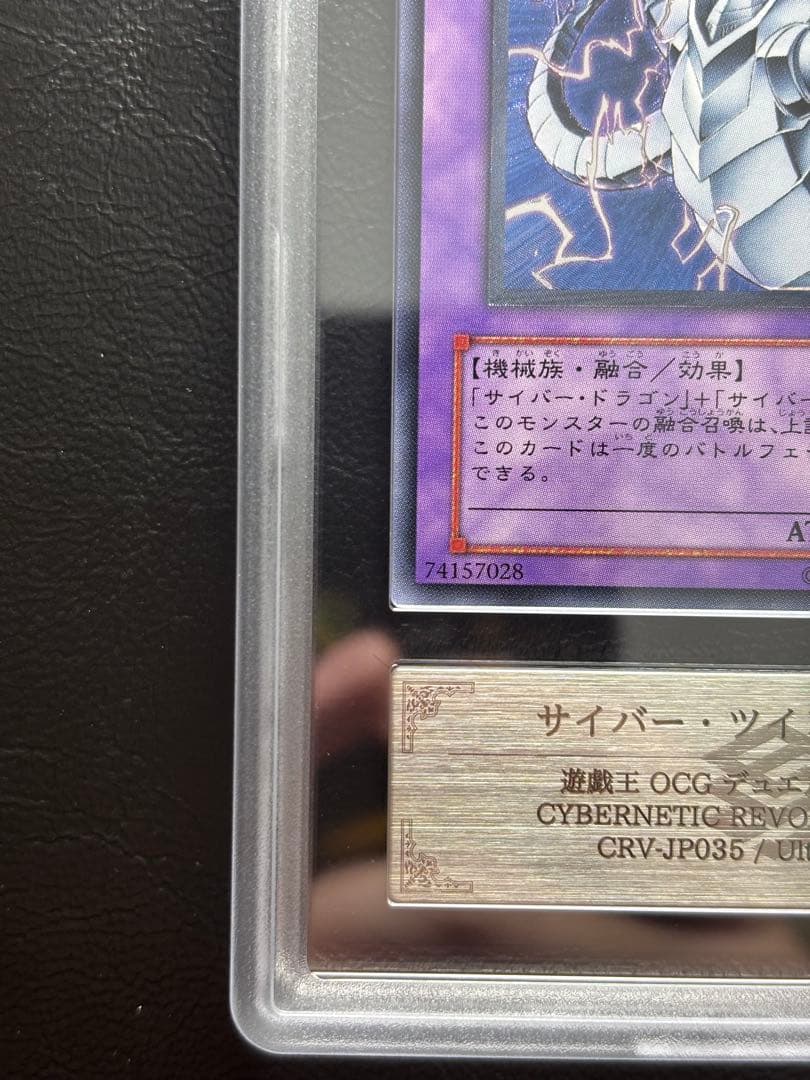 【機械族・融合／効果】
「サイバー・ドラゴン」＋「サイバー
このモンスターの融合召喚は、上記
このカードは一度のバトルフェー
できる。
AT
74157028
©
サイバー・ツイ
遊戯王 OCG デュエ
CYBERNETIC REVO
CRV-JP035 / Ult